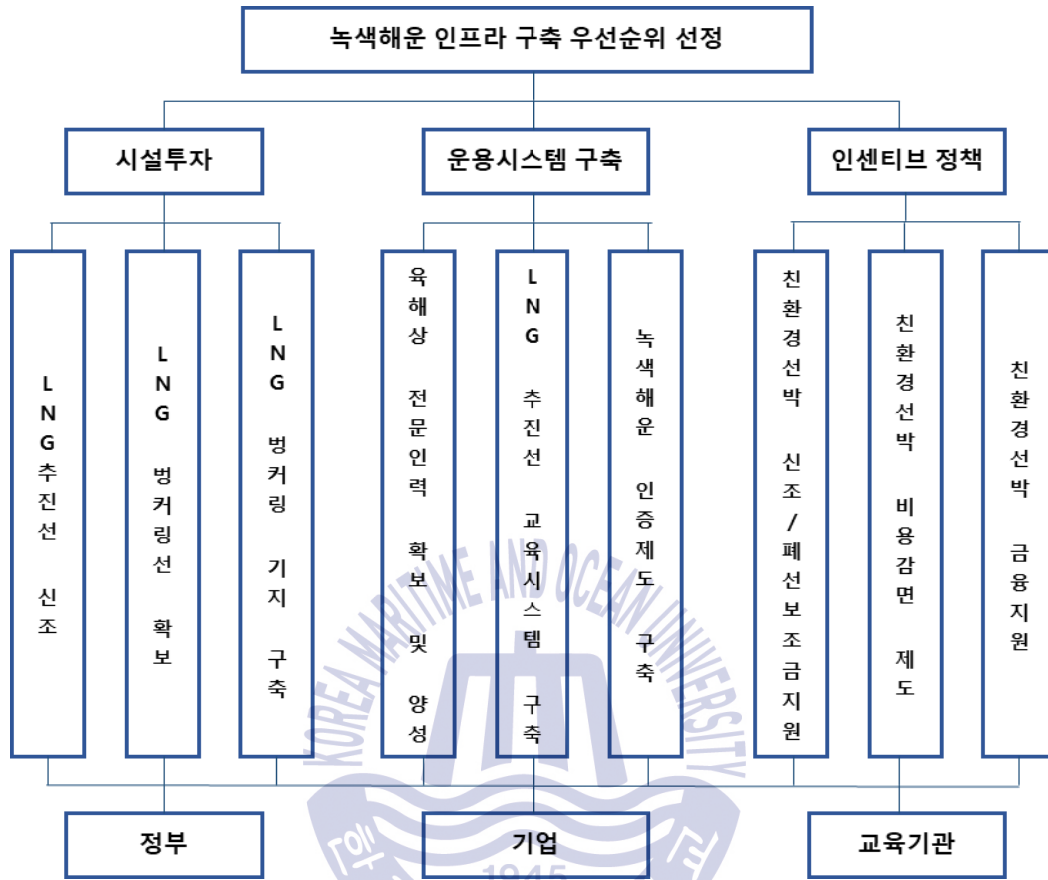 녹색해운 인프라 구축 우선순위 선정
시설투자
운용시스템 구축
인센티브 정책
LNG추진선 신조
LNG 벙커링선 확보
LNG 벙커링 기지 구축
육해상 전문인력 확보 및 양성
LNG 추진선 교육시스템 구축
녹색해운 인증제도 구축
친환경선박 신조/폐선보조금지원
친환경선박 비용감면 제도
친환경선박 금융지원
KOREA MARITIME AND OCEAN UNIVERSITY
정부
기업
교육기관
1945